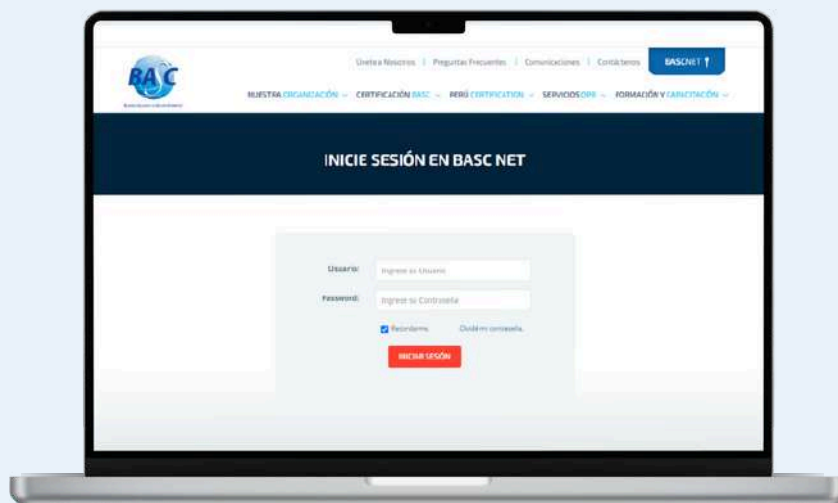 Únete a Nosotros | Preguntas Frecuentes | Comunicaciones | Contáctenos
BASCNET
BASC
NUESTRA ORGANIZACIÓN
CERTIFICACIÓN BASC
PERÚ CERTIFICATION
SERVICIOS
FORMACIÓN Y CAPACITACIÓN
INICIE SESIÓN EN BASC NET
Usuario:
Ingrese su Usuario
Password:
Ingrese su Contraseña
Recordarme
Olvidé mi contraseña.
INICIAR SESIÓN